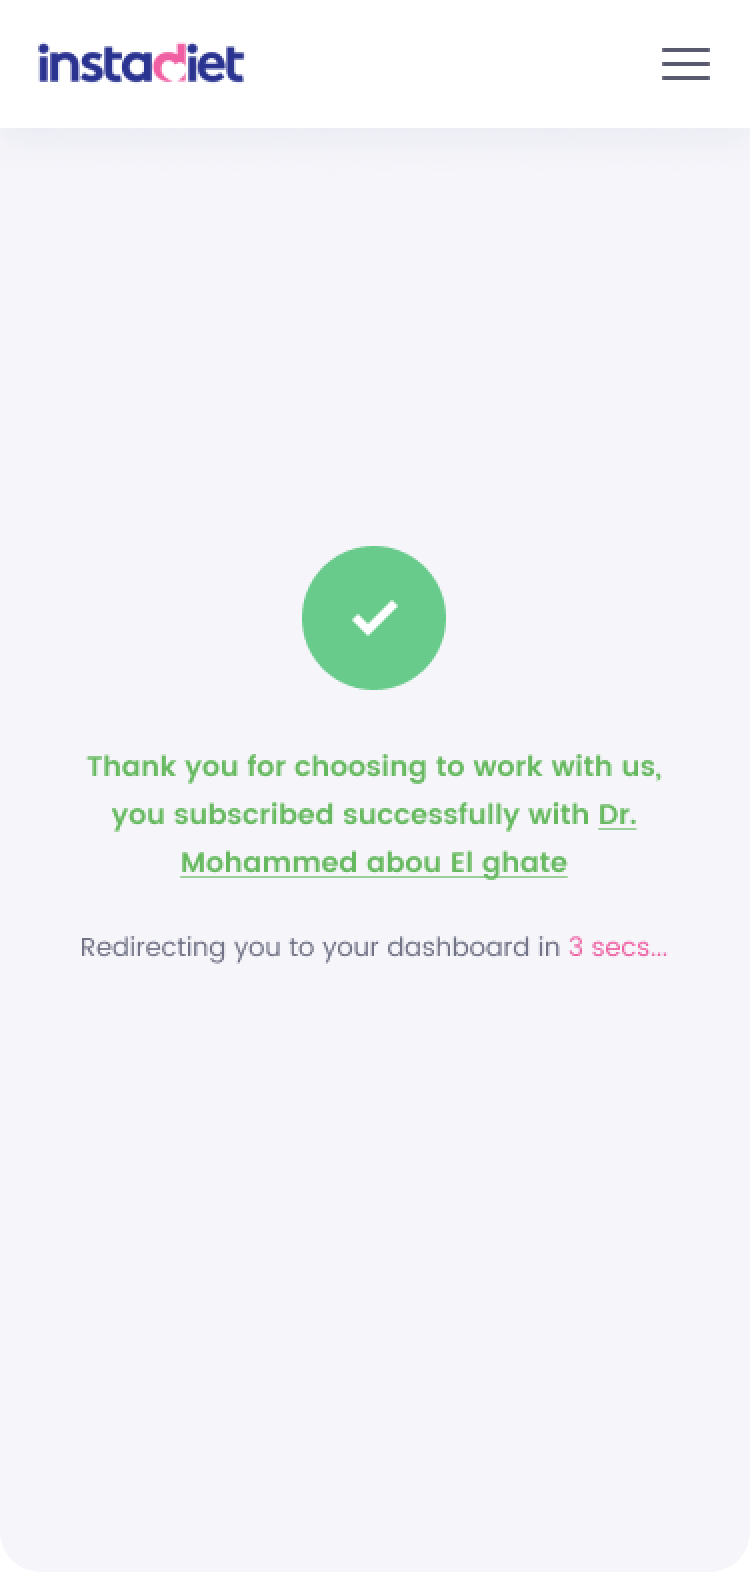 instadiet
Thank you for choosing to work with us,
you subscribed successfully with Dr.
Mohammed abou El ghate
Redirecting you to your dashboard in 3 secs...